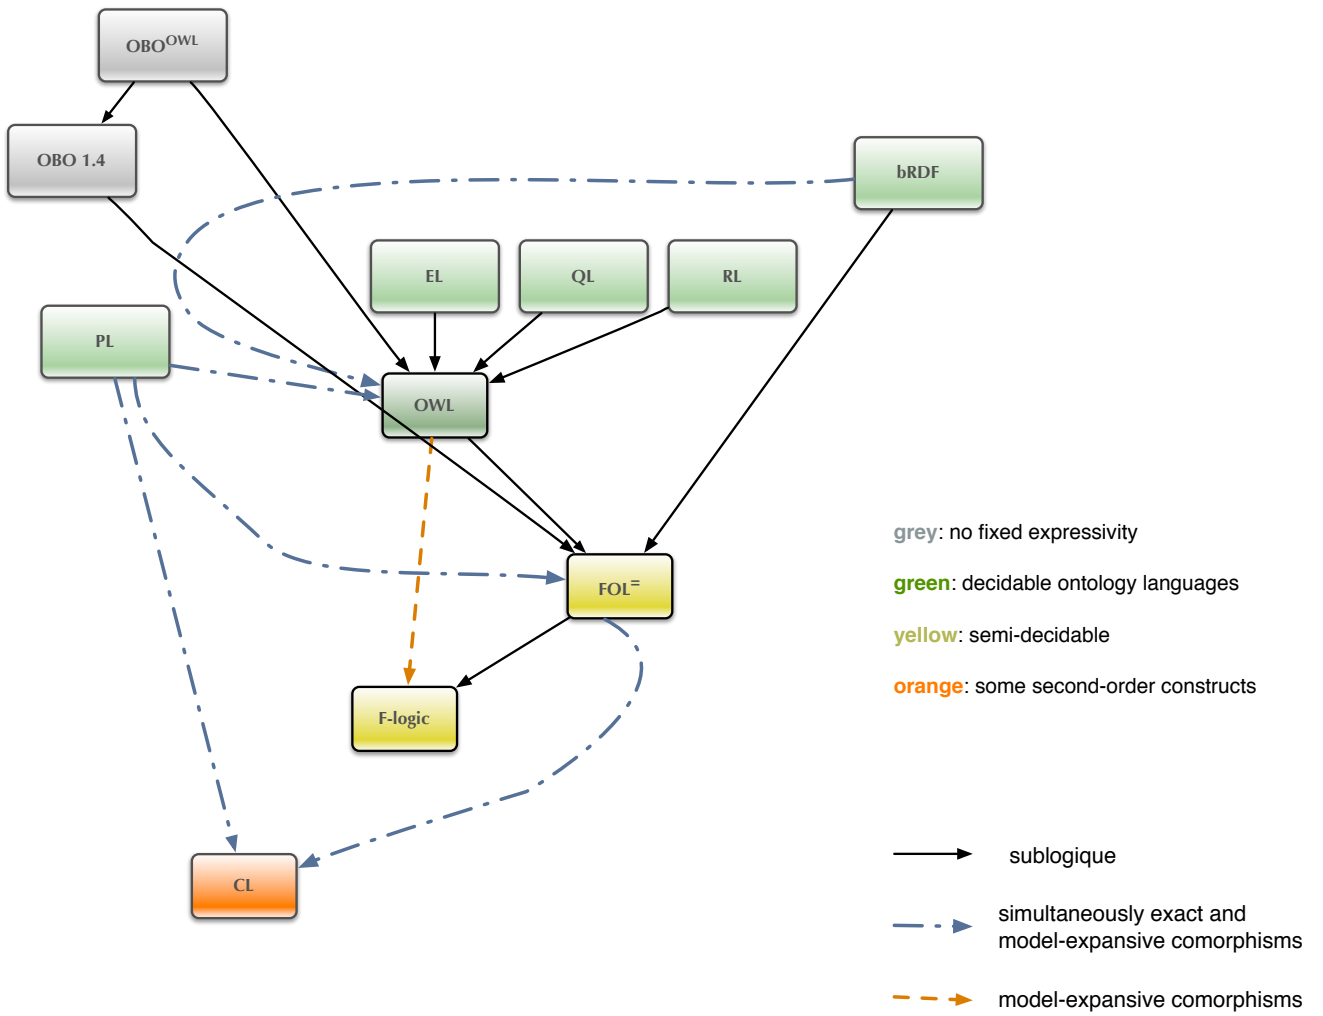 OBO^OWL
OBO 1.4
bRDF
EL
QL
RL
PL
OWL
grey: no fixed expressivity
green: decidable ontology languages
FOL^=
yellow: semi-decidable
orange: some second-order constructs
F-logic
sublogique
CL
simultaneously exact and
model-expansive comorphisms
model-expansive comorphisms